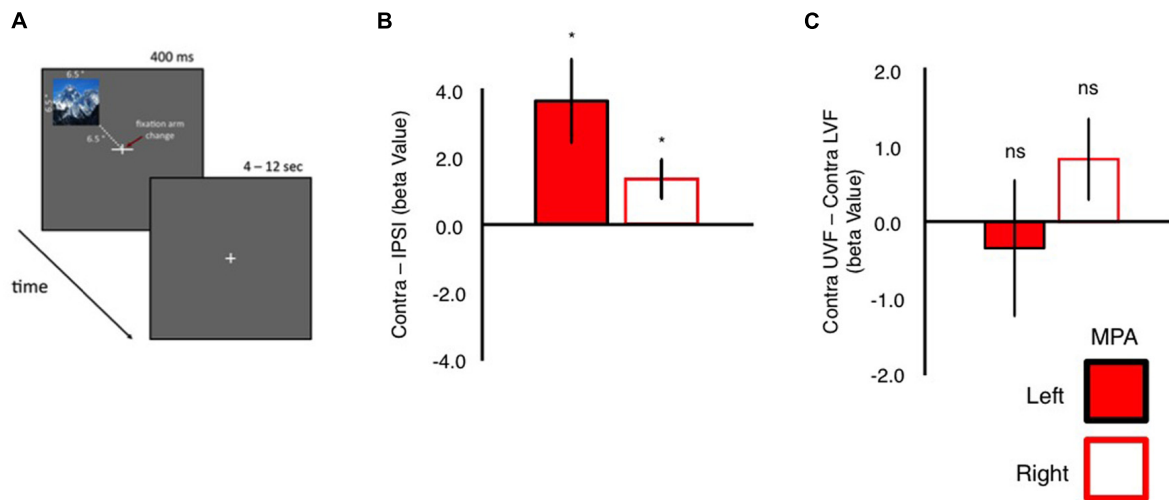 A
400 ms
6.5°
6.5°
6.5°
fixation arm
change
4 – 12 sec
time
B
*
*
4.0
2.0
0.0
-2.0
-4.0
Contra – IPSI (beta Value)
C
2.0
1.0
0.0
-1.0
-2.0
Contra UVF – Contra LVF
(beta Value)
ns
ns
MPA
Left
Right